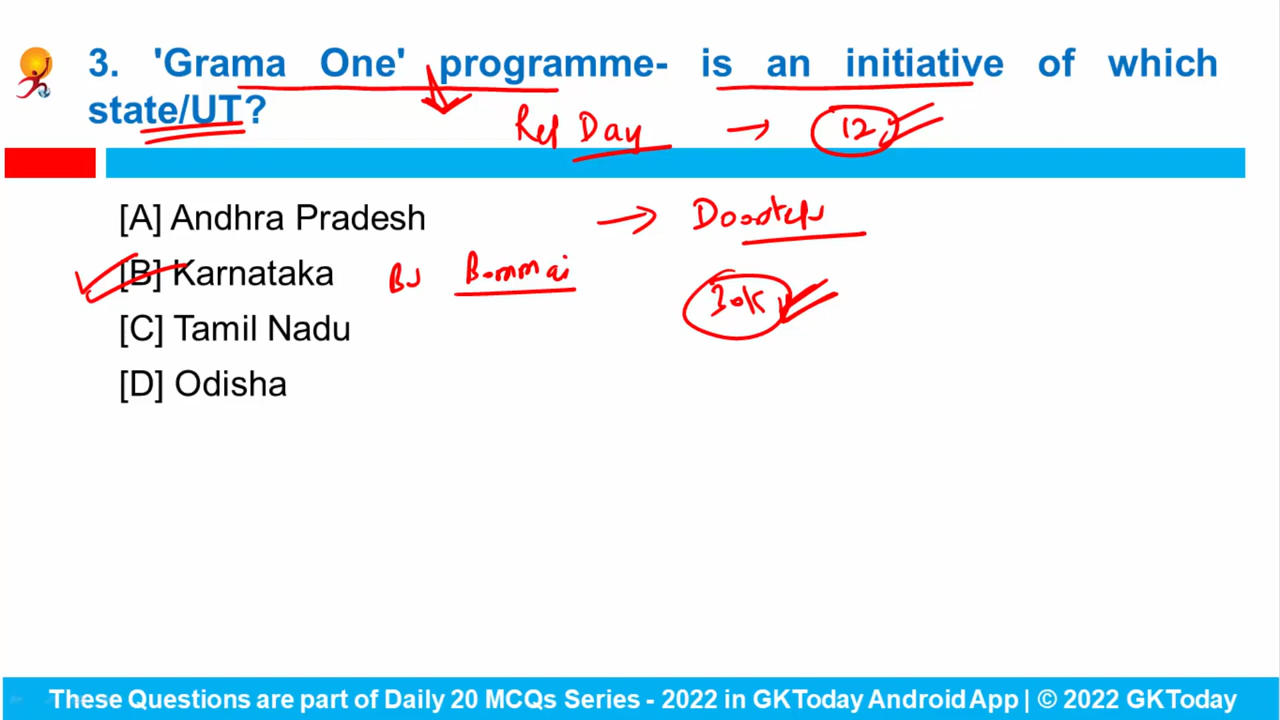 3. 'Grama One' programme- is an initiative of which
state/UT?
Rep Day → 12
[A] Andhra Pradesh → Doorstep
[B] Karnataka BJ Bommai
30K
[C] Tamil Nadu
[D] Odisha
These Questions are part of Daily 20 MCQs Series - 2022 in GKToday Android App | © 2022 GKToday